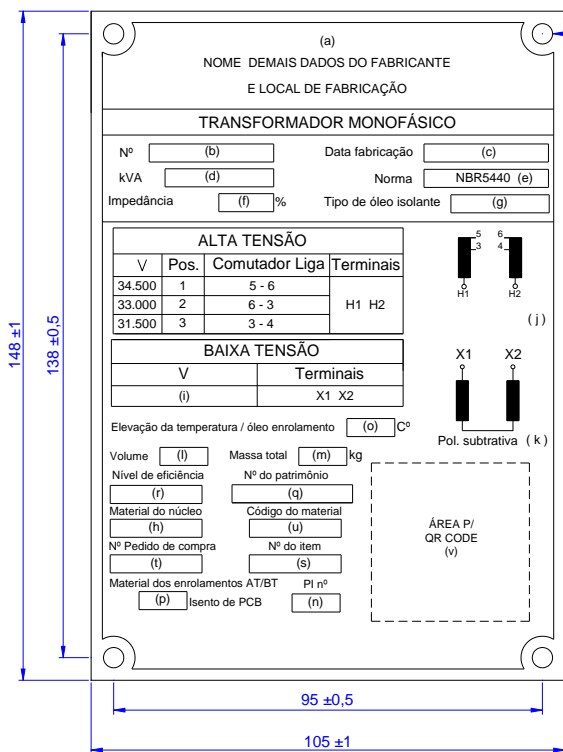 (a)
NOME DEMAIS DADOS DO FABRICANTE
E LOCAL DE FABRICAÇÃO
TRANSFORMADOR MONOFÁSICO
Nº (b) Data fabricação (c)
kVA (d) Norma NBR5440 (e)
Impedância (f) % Tipo de óleo isolante (g)
ALTA TENSÃO
V Pos. Comutador Liga Terminais
34.500 1 5 - 6
33.000 2 6 - 3 H1 H2
31.500 3 3 - 4
5 6
3 4
H1 H2
(j)
BAIXA TENSÃO
V Terminais
(i) X1 X2
X1 X2
Pol. subtrativa (k)
Elevação da temperatura / óleo enrolamento (o) Cº
Volume (l) Massa total (m) kg
Nível de eficiência Nº do patrimônio
(r) (q)
Material do núcleo Código do material
(h) (u)
Nº Pedido de compra Nº do item
(t) (s)
Material dos enrolamentos AT/BT PI nº
(p) Isento de PCB (n)
ÁREA P/
QR CODE
(v)
148 ±1
138 ±0,5
95 ±0,5
105 ±1